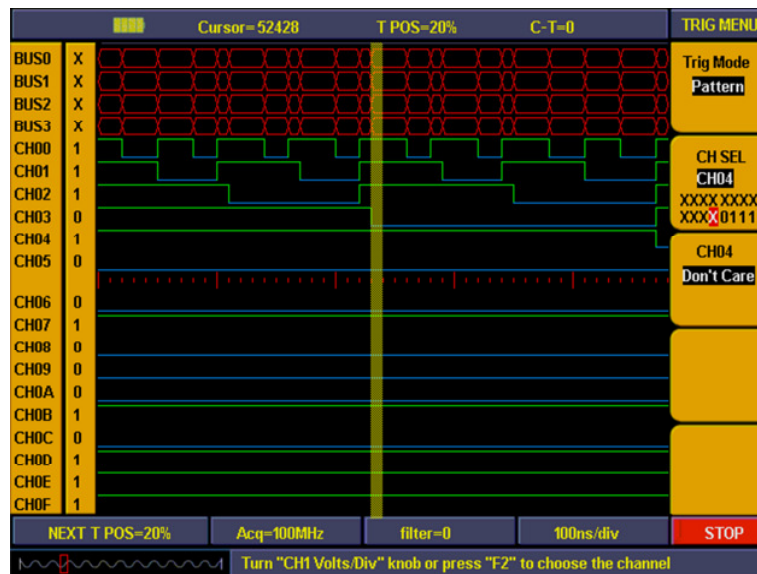 Cursor=52428 T POS=20% C-T=0 TRIG MENU
BUS0 X
BUS1 X
BUS2 X
BUS3 X
CH00 1
CH01 1
CH02 1
CH03 0
CH04 1
CH05 0
CH06 0
CH07 1
CH08 0
CH09 0
CH0A 0
CH0B 1
CH0C 0
CH0D 1
CH0E 1
CH0F 1
Trig Mode
Pattern
CH SEL
CH04
XXXX XXXX
XXXX 0111
CH04
Don't Care
NEXT T POS=20% Acq=100MHz filter=0 100ns/div STOP
Turn "CH1 Volts/Div" knob or press "F2" to choose the channel